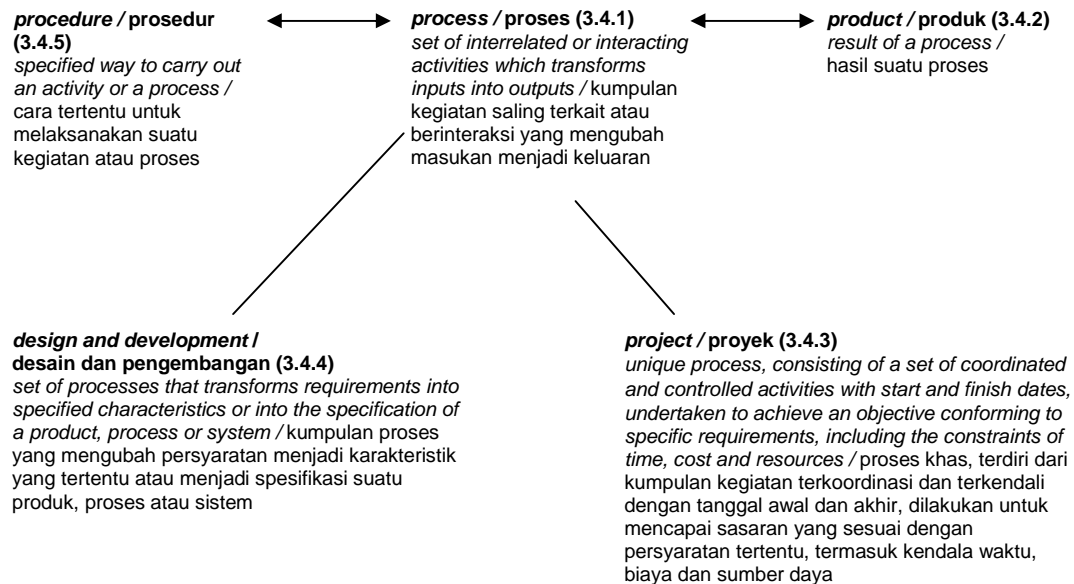 procedure / prosedur
(3.4.5)
specified way to carry out
an activity or a process /
cara tertentu untuk
melaksanakan suatu
kegiatan atau proses
process / proses (3.4.1)
set of interrelated or interacting
activities which transforms
inputs into outputs / kumpulan
kegiatan saling terkait atau
berinteraksi yang mengubah
masukan menjadi keluaran
product / produk (3.4.2)
result of a process /
hasil suatu proses
design and development /
desain dan pengembangan (3.4.4)
set of processes that transforms requirements into
specified characteristics or into the specification of
a product, process or system / kumpulan proses
yang mengubah persyaratan menjadi karakteristik
yang tertentu atau menjadi spesifikasi suatu
produk, proses atau sistem
project / proyek (3.4.3)
unique process, consisting of a set of coordinated
and controlled activities with start and finish dates,
undertaken to achieve an objective conforming to
specific requirements, including the constraints of
time, cost and resources / proses khas, terdiri dari
kumpulan kegiatan terkoordinasi dan terkendali
dengan tanggal awal dan akhir, dilakukan untuk
mencapai sasaran yang sesuai dengan
persyaratan tertentu, termasuk kendala waktu,
biaya dan sumber daya